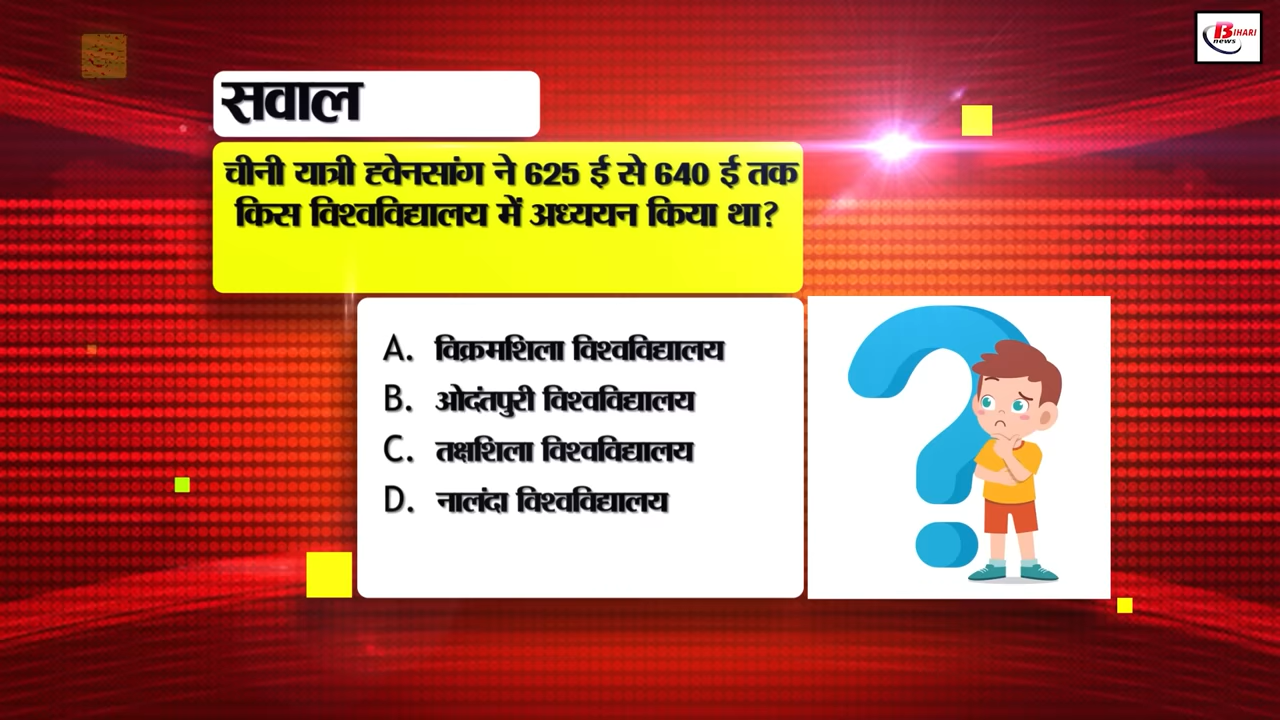 BIHARI
news
सवाल
चीनी यात्री ह्वेनसांग ने 625 ई से 640 ई तक
किस विश्वविद्यालय में अध्ययन किया था?
A. विक्रमशिला विश्वविद्यालय
B. ओदंतपुरी विश्वविद्यालय
C. तक्षशिला विश्वविद्यालय
D. नालंदा विश्वविद्यालय